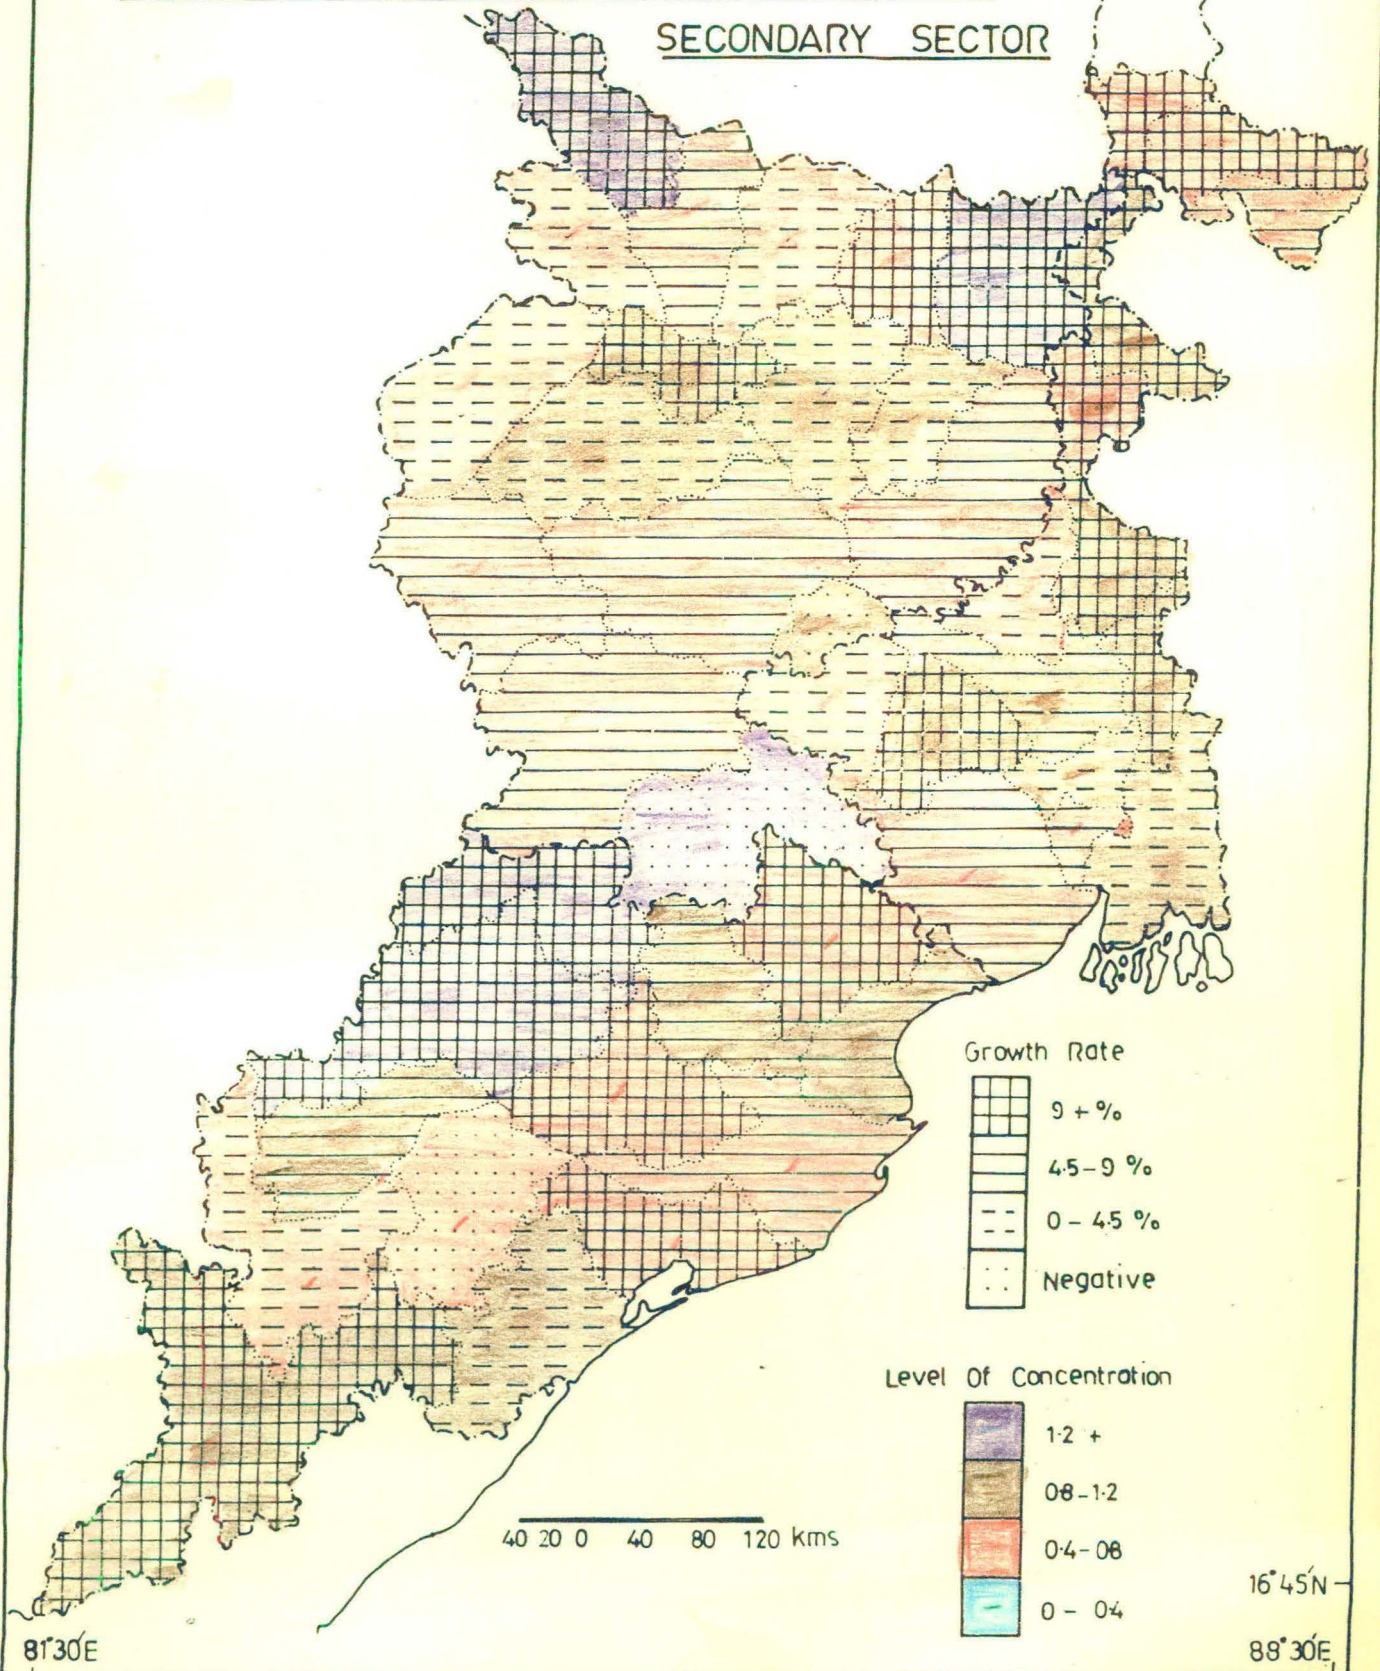 SECONDARY SECTOR
Growth Rate
9 + %
4.5-9 %
0 - 4.5 %
Negative
Level Of Concentration
1.2 +
0.8-1.2
0.4-0.8
0 - 0.4
40 20 0 40 80 120 kms
16°45'N
81°30'E
88°30'E